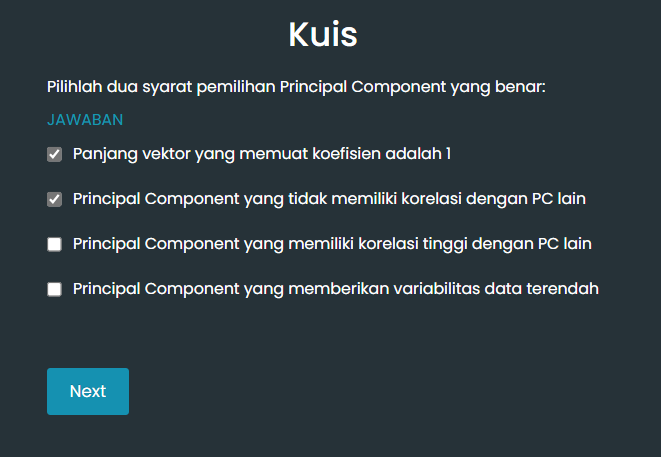 Kuis
Pilihlah dua syarat pemilihan Principal Component yang benar:
JAWABAN
Panjang vektor yang memuat koefisien adalah 1
Principal Component yang tidak memiliki korelasi dengan PC lain
Principal Component yang memiliki korelasi tinggi dengan PC lain
Principal Component yang memberikan variabilitas data terendah
Next